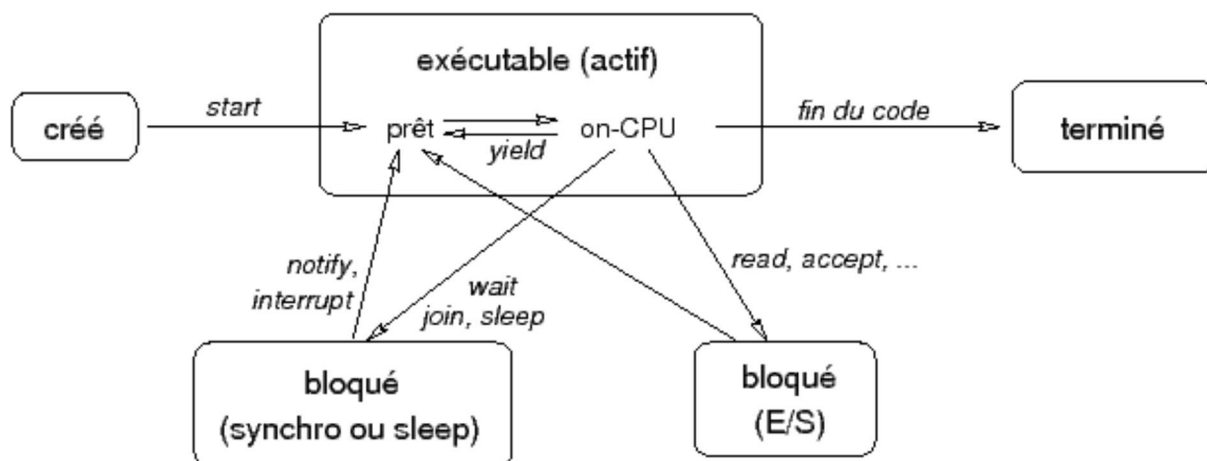 exécutable (actif)
créé
start
prêt
yield
on-CPU
fin du code
terminé
notify,
interrupt
wait
join, sleep
read, accept, ...
bloqué
(synchro ou sleep)
bloqué
(E/S)